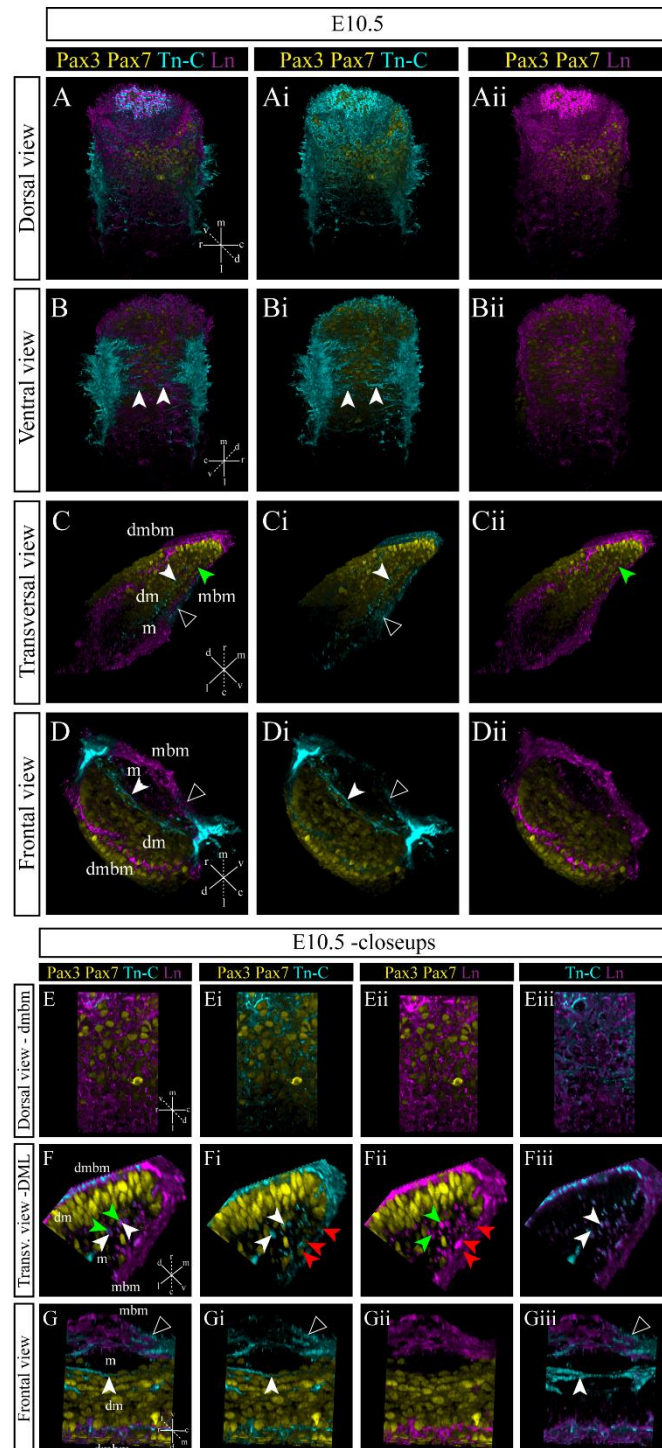 E10.5
Pax3 Pax7 Tn-C Ln
Pax3 Pax7 Tn-C
Pax3 Pax7 Ln
Dorsal view
A
m
v
r
c
d
l
Ai
Aii
Ventral view
B
m
d
c
r
v
l
Bi
Bii
Transversal view
C
dmbm
dm
mbm
m
r
d
m
l
v
c
Ci
Cii
Frontal view
D
mbm
m
dm
dmbm
m
r
v
d
c
l
Di
Dii
E10.5 -closeups
Pax3 Pax7 Tn-C Ln
Pax3 Pax7 Tn-C
Pax3 Pax7 Ln
Tn-C Ln
Dorsal view - dmbm
E
m
v
r
c
d
l
Ei
Eii
Eiii
Transv. view -DML
F
dmbm
dm
m
mbm
r
d
m
l
v
c
Fi
Fii
Fiii
Frontal view
G
mbm
m
dm
dmbm
v
r
c
Gi
Gii
Giii